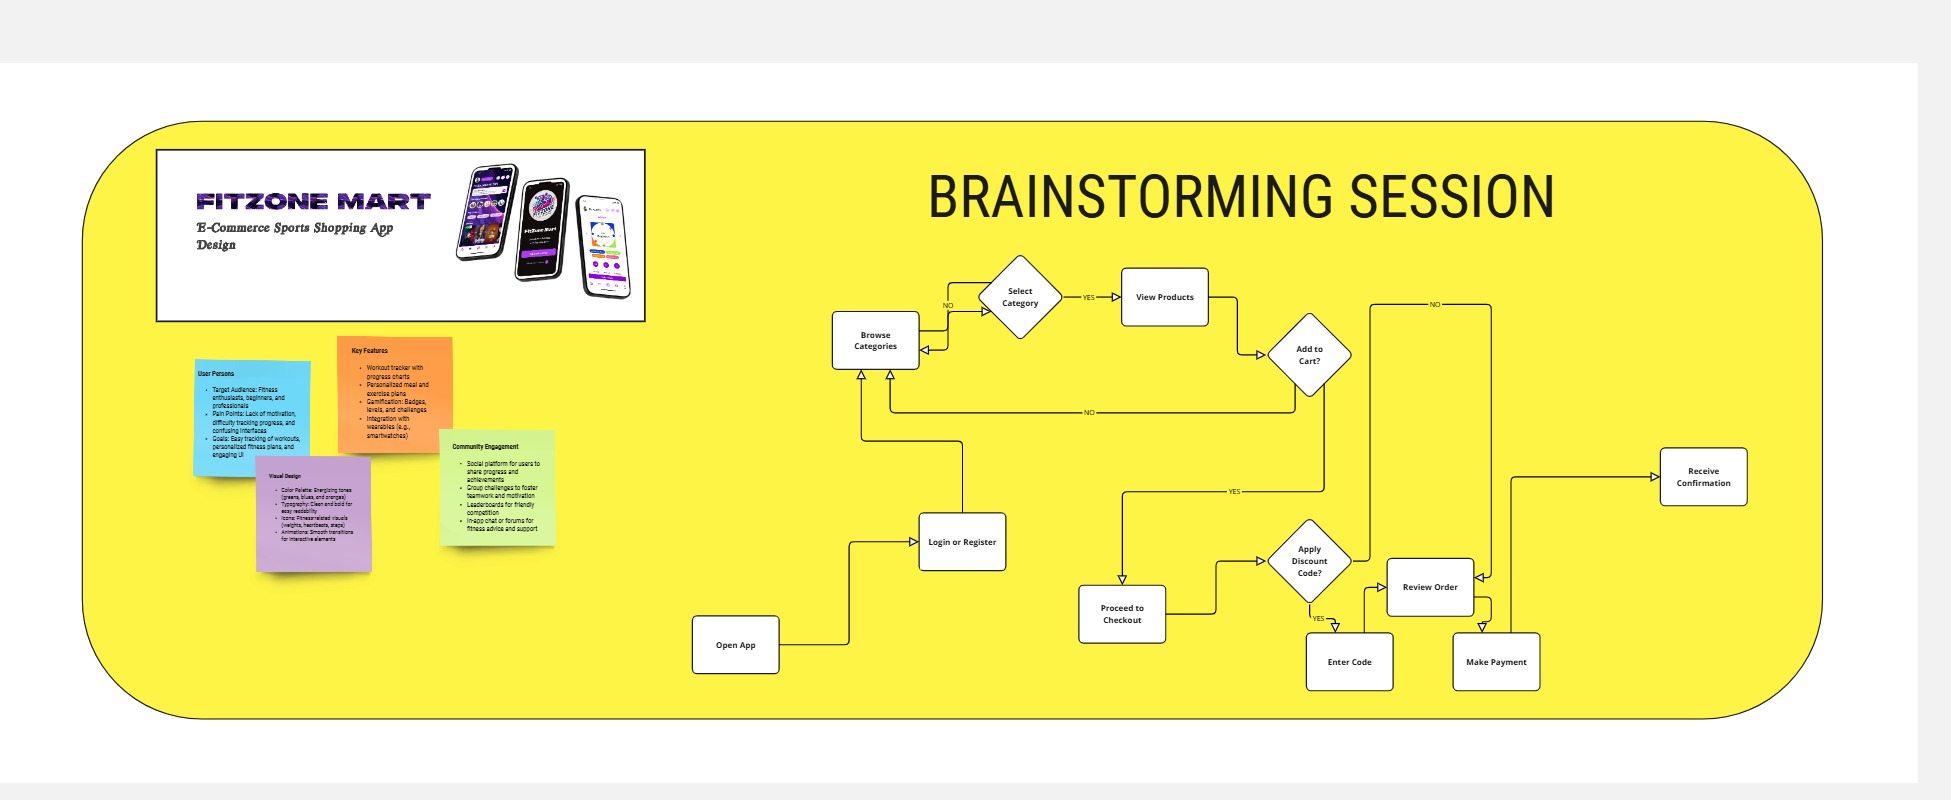 FITZONE MART
E-Commerce Sports Shopping App
Design
BRAINSTORMING SESSION
User Persons
• Target Audience: Fitness
enthusiasts, beginners, and
professionals
• Pain Points: Lack of motivation,
difficulty tracking progress, and
confusing interfaces
• Goals: Easy tracking of workouts,
personalized fitness plans, and
engaging UI
Key Features
• Workout tracker with
progress charts
• Personalized meal and
exercise plans
• Gamification: Badges,
levels, and challenges
• Integration with
wearables (e.g.,
smartwatches)
Visual Design
• Color Palette: Energizing tones
(greens, blues, and oranges)
• Typography: Clean and bold for
easy readability
• Icons: Fitness-related visuals
(weights, heartbeats, steps)
• Animations: Smooth transitions
for interactive elements
Community Engagement
• Social platform for users to
share progress and
achievements
• Group challenges to foster
teamwork and motivation
• Leaderboards for friendly
competition
• In-app chat or forums for
fitness advice and support
Open App
Login or Register
Browse
Categories
NO
Select
Category
YES
View Products
Add to
Cart?
NO
YES
Proceed to
Checkout
Apply
Discount
Code?
NO
YES
Enter Code
Review Order
Make Payment
Receive
Confirmation
FitZone Mart